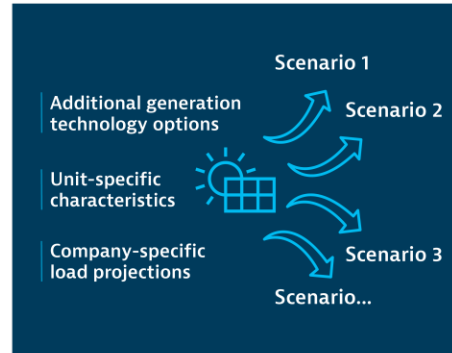 Scenario 1
Additional generation
technology options
Scenario 2
Unit-specific
characteristics
Company-specific
load projections
Scenario 3
Scenario...